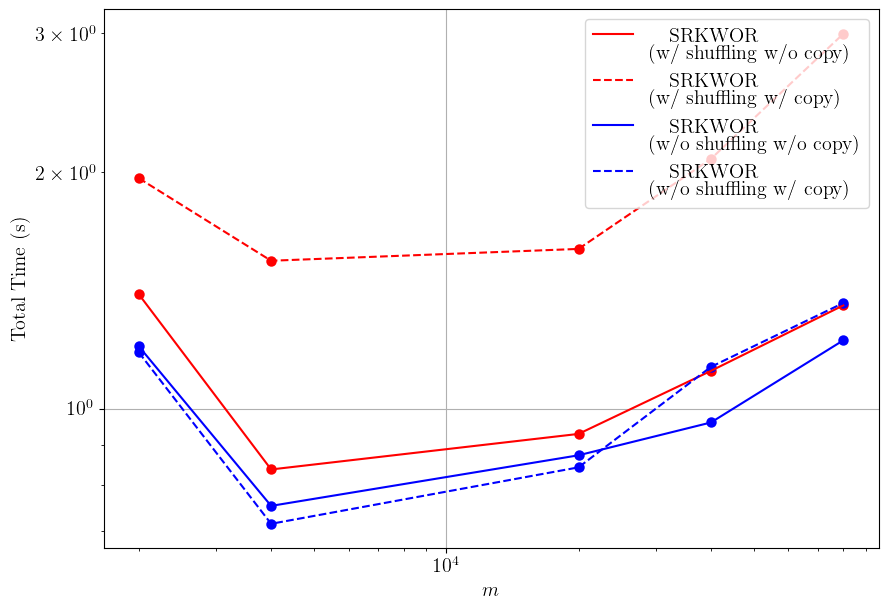 3 × 10⁰
2 × 10⁰
10⁰
Total Time (s)
10⁴
m
SRKWOR
(w/ shuffling w/o copy)
SRKWOR
(w/ shuffling w/ copy)
SRKWOR
(w/o shuffling w/o copy)
SRKWOR
(w/o shuffling w/ copy)